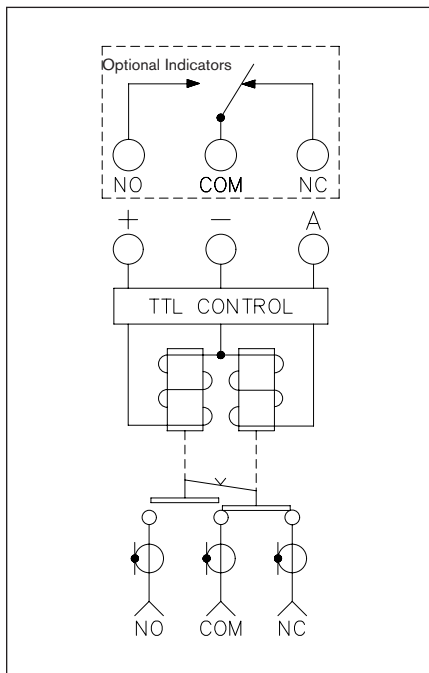 Optional Indicators
NO COM NC
+ − A
TTL CONTROL
NO COM NC